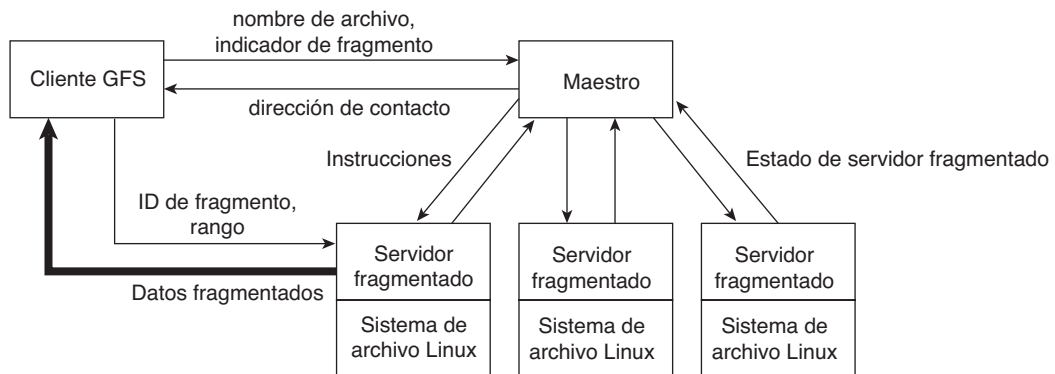 nombre de archivo,
indicador de fragmento
Cliente GFS
Maestro
dirección de contacto
Instrucciones
Estado de servidor fragmentado
ID de fragmento,
rango
Servidor
fragmentado
Servidor
fragmentado
Servidor
fragmentado
Datos fragmentados
Sistema de
archivo Linux
Sistema de
archivo Linux
Sistema de
archivo Linux